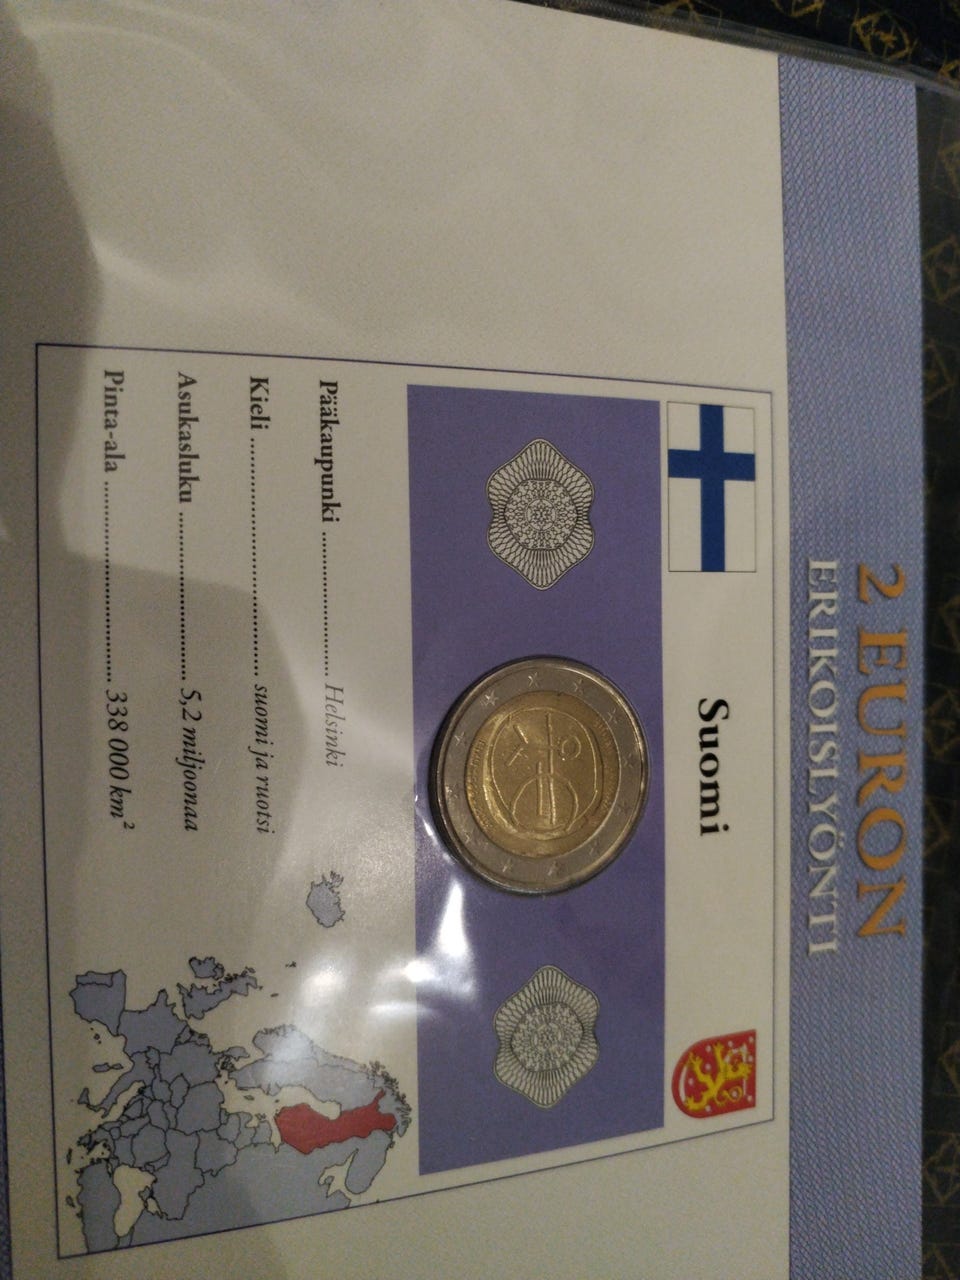 2 EURON
ERIKOISLYÖNTI
Suomi
Pääkaupunki .................... Helsinki
Kieli ................................ suomi ja ruotsi
Asukasluku ...................... 5,2 miljoonaa
Pinta-ala .......................... 338 000 km²